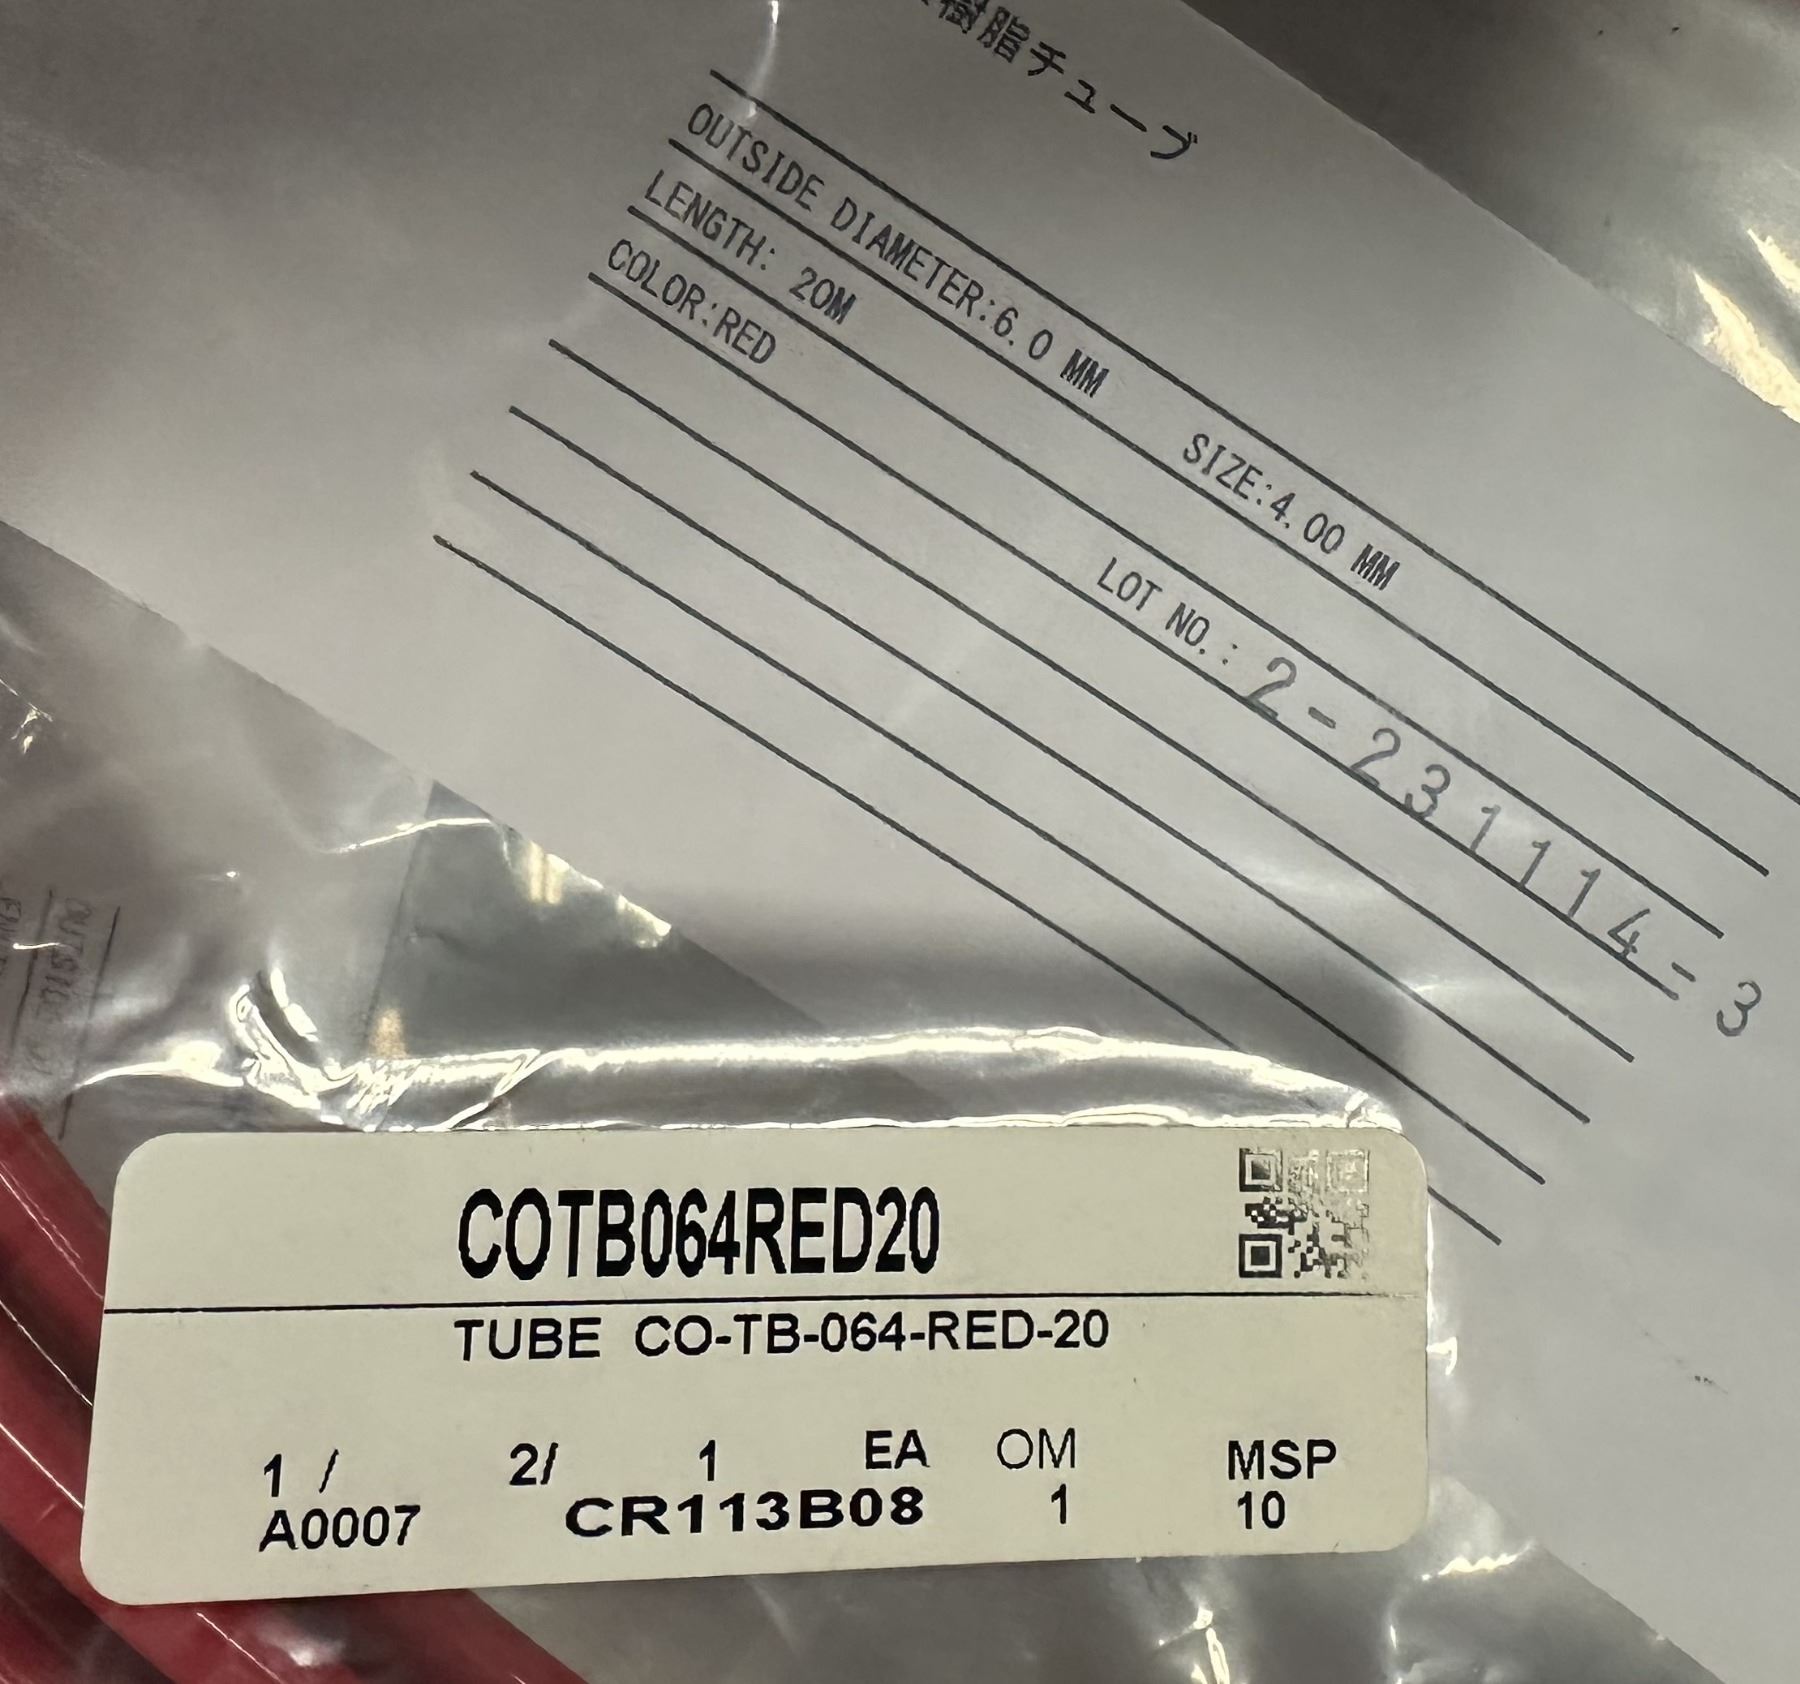 樹脂チューブ
OUTSIDE DIAMETER:6.0 MM SIZE:4.00 MM
LENGTH: 20M
COLOR:RED LOT NO.: 2-231114-3
COTB064RED20
TUBE CO-TB-064-RED-20
1 / 2/ 1 EA OM MSP
A0007 CR113B08 1 10